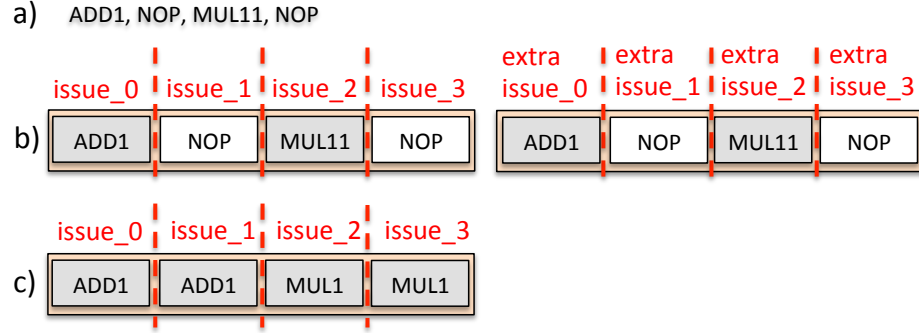 a) ADD1, NOP, MUL11, NOP
extra extra extra extra
issue_0 issue_1 issue_2 issue_3 issue_0 issue_1 issue_2 issue_3
b) ADD1 NOP MUL11 NOP ADD1 NOP MUL11 NOP
issue_0 issue_1 issue_2 issue_3
c) ADD1 ADD1 MUL1 MUL1